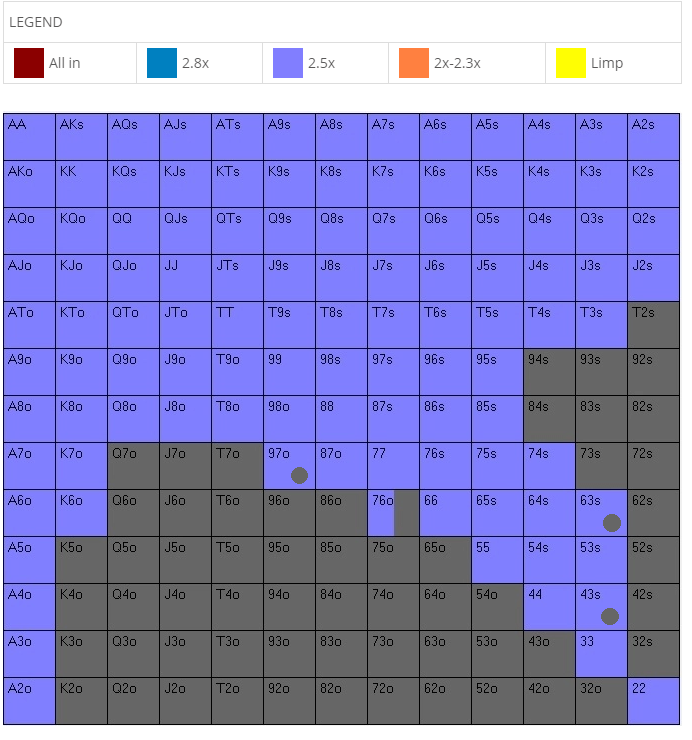 LEGEND
All in 2.8x 2.5x 2x-2.3x Limp
AA AKs AQs AJs ATs A9s A8s A7s A6s A5s A4s A3s A2s
AKo KK KQs KJs KTs K9s K8s K7s K6s K5s K4s K3s K2s
AQo KQo QQ QJs QTs Q9s Q8s Q7s Q6s Q5s Q4s Q3s Q2s
AJo KJo QJo JJ JTs J9s J8s J7s J6s J5s J4s J3s J2s
ATo KTo QTo JTo TT T9s T8s T7s T6s T5s T4s T3s T2s
A9o K9o Q9o J9o T9o 99 98s 97s 96s 95s 94s 93s 92s
A8o K8o Q8o J8o T8o 98o 88 87s 86s 85s 84s 83s 82s
A7o K7o Q7o J7o T7o 97o 87o 77 76s 75s 74s 73s 72s
A6o K6o Q6o J6o T6o 96o 86o 76o 66 65s 64s 63s 62s
A5o K5o Q5o J5o T5o 95o 85o 75o 65o 55 54s 53s 52s
A4o K4o Q4o J4o T4o 94o 84o 74o 64o 54o 44 43s 42s
A3o K3o Q3o J3o T3o 93o 83o 73o 63o 53o 43o 33 32s
A2o K2o Q2o J2o T2o 92o 82o 72o 62o 52o 42o 32o 22